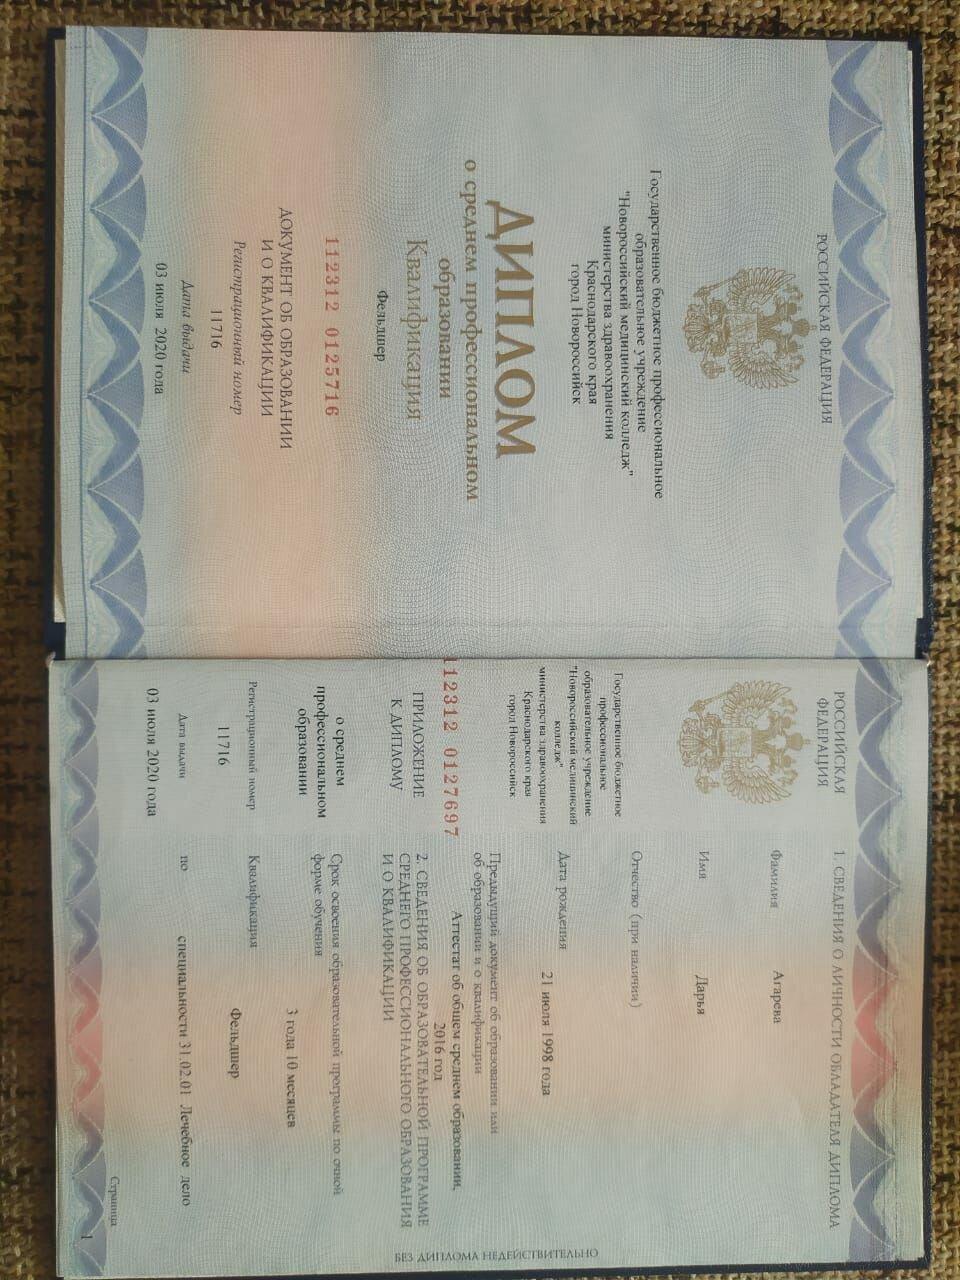 РОССИЙСКАЯ ФЕДЕРАЦИЯ
Государственное бюджетное профессиональное
образовательное учреждение
"Новороссийский медицинский колледж"
министерства здравоохранения
Краснодарского края
город Новороссийск
ДИПЛОМ
о среднем профессиональном
образовании
Квалификация
Фельдшер
112312 0125716
ДОКУМЕНТ ОБ ОБРАЗОВАНИИ
И О КВАЛИФИКАЦИИ
Регистрационный номер
11716
Дата выдачи
03 июля 2020 года
РОССИЙСКАЯ
ФЕДЕРАЦИЯ
Государственное бюджетное
профессиональное
образовательное учреждение
"Новороссийский медицинский
колледж"
министерства здравоохранения
Краснодарского края
город Новороссийск
112312 0127697
ПРИЛОЖЕНИЕ
К ДИПЛОМУ
о среднем
профессиональном
образовании
Регистрационный номер
11716
Дата выдачи
03 июля 2020 года
1. СВЕДЕНИЯ О ЛИЧНОСТИ ОБЛАДАТЕЛЯ ДИПЛОМА
Фамилия Агарева
Имя Дарья
Отчество (при наличии)
Дата рождения 21 июля 1998 года
Предыдущий документ об образовании или
об образовании и о квалификации
Аттестат об общем среднем образовании,
2016 год
2. СВЕДЕНИЯ ОБ ОБРАЗОВАТЕЛЬНОЙ ПРОГРАММЕ
СРЕДНЕГО ПРОФЕССИОНАЛЬНОГО ОБРАЗОВАНИЯ
И О КВАЛИФИКАЦИИ
Срок освоения образовательной программы по очной
форме обучения
3 года 10 месяцев
Квалификация Фельдшер
по специальности 31.02.01 Лечебное дело
Страница 1
БЕЗ ДИПЛОМА НЕДЕЙСТВИТЕЛЬНО